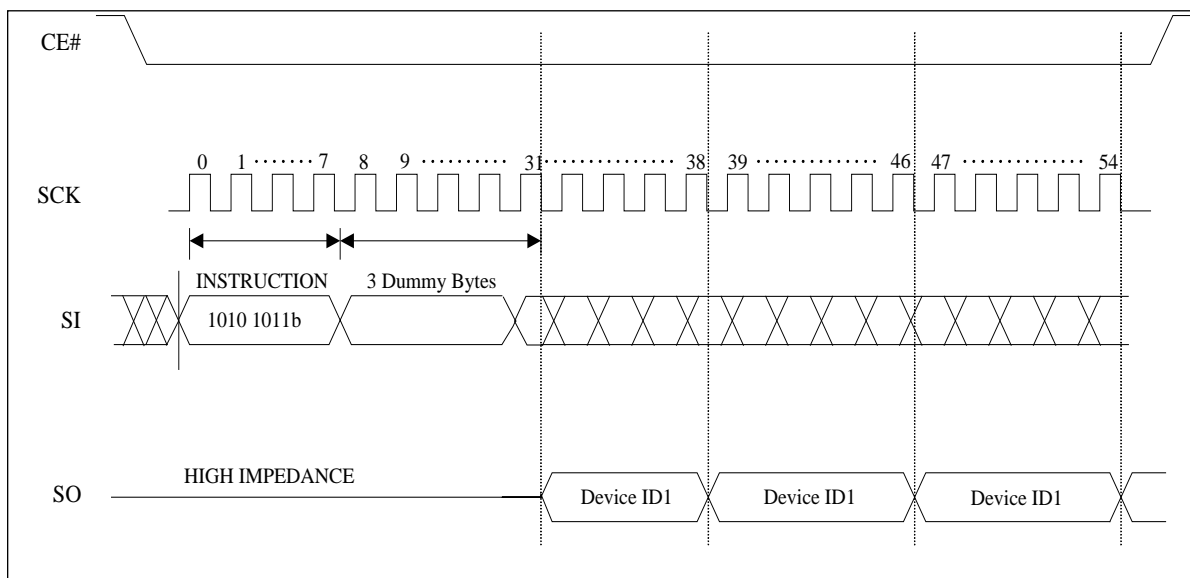 CE#
0 1 ........ 7 8 9 ........... 31 .................... 38 39 ............... 46 47 ............... 54
SCK
INSTRUCTION 3 Dummy Bytes
SI 1010 1011b
HIGH IMPEDANCE
SO Device ID1 Device ID1 Device ID1